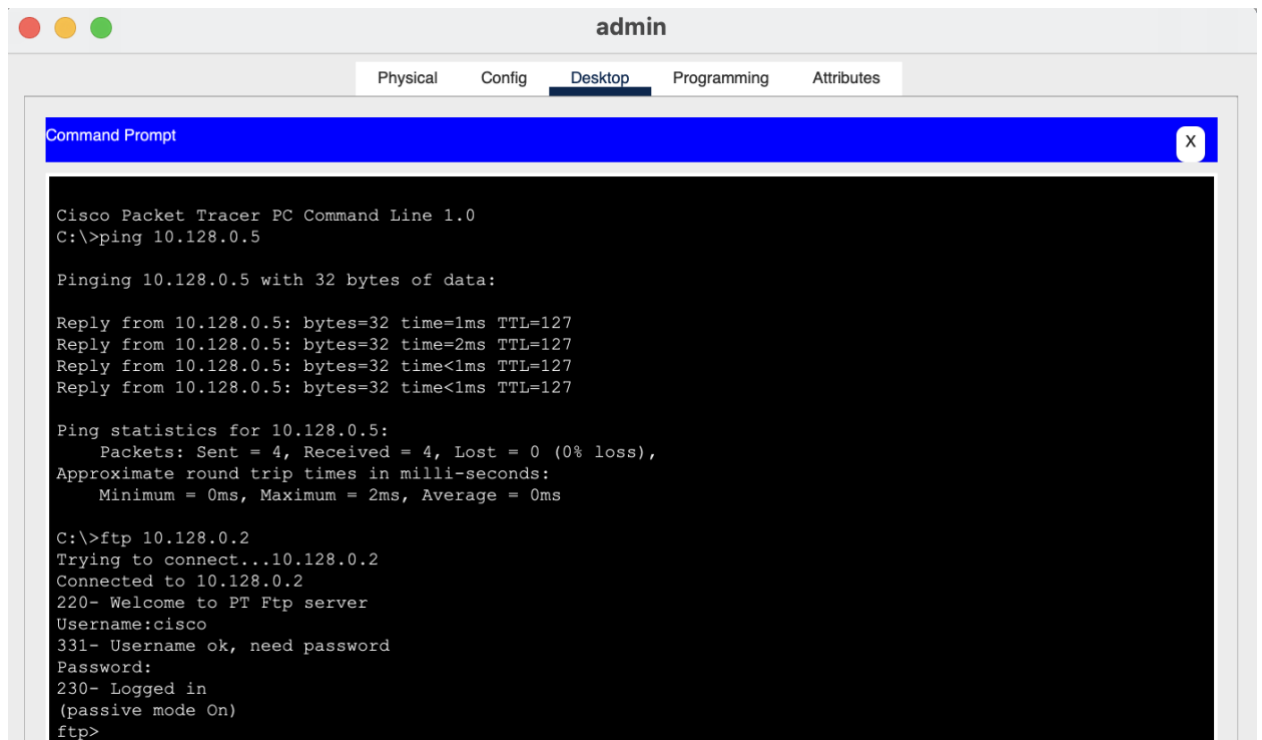 admin
Physical Config Desktop Programming Attributes
Command Prompt
X
Cisco Packet Tracer PC Command Line 1.0
C:\>ping 10.128.0.5
Pinging 10.128.0.5 with 32 bytes of data:
Reply from 10.128.0.5: bytes=32 time=1ms TTL=127
Reply from 10.128.0.5: bytes=32 time=2ms TTL=127
Reply from 10.128.0.5: bytes=32 time<1ms TTL=127
Reply from 10.128.0.5: bytes=32 time<1ms TTL=127
Ping statistics for 10.128.0.5:
    Packets: Sent = 4, Received = 4, Lost = 0 (0% loss),
Approximate round trip times in milli-seconds:
    Minimum = 0ms, Maximum = 2ms, Average = 0ms
C:\>ftp 10.128.0.2
Trying to connect...10.128.0.2
Connected to 10.128.0.2
220- Welcome to PT Ftp server
Username:cisco
331- Username ok, need password
Password:
230- Logged in
(passive mode On)
ftp>